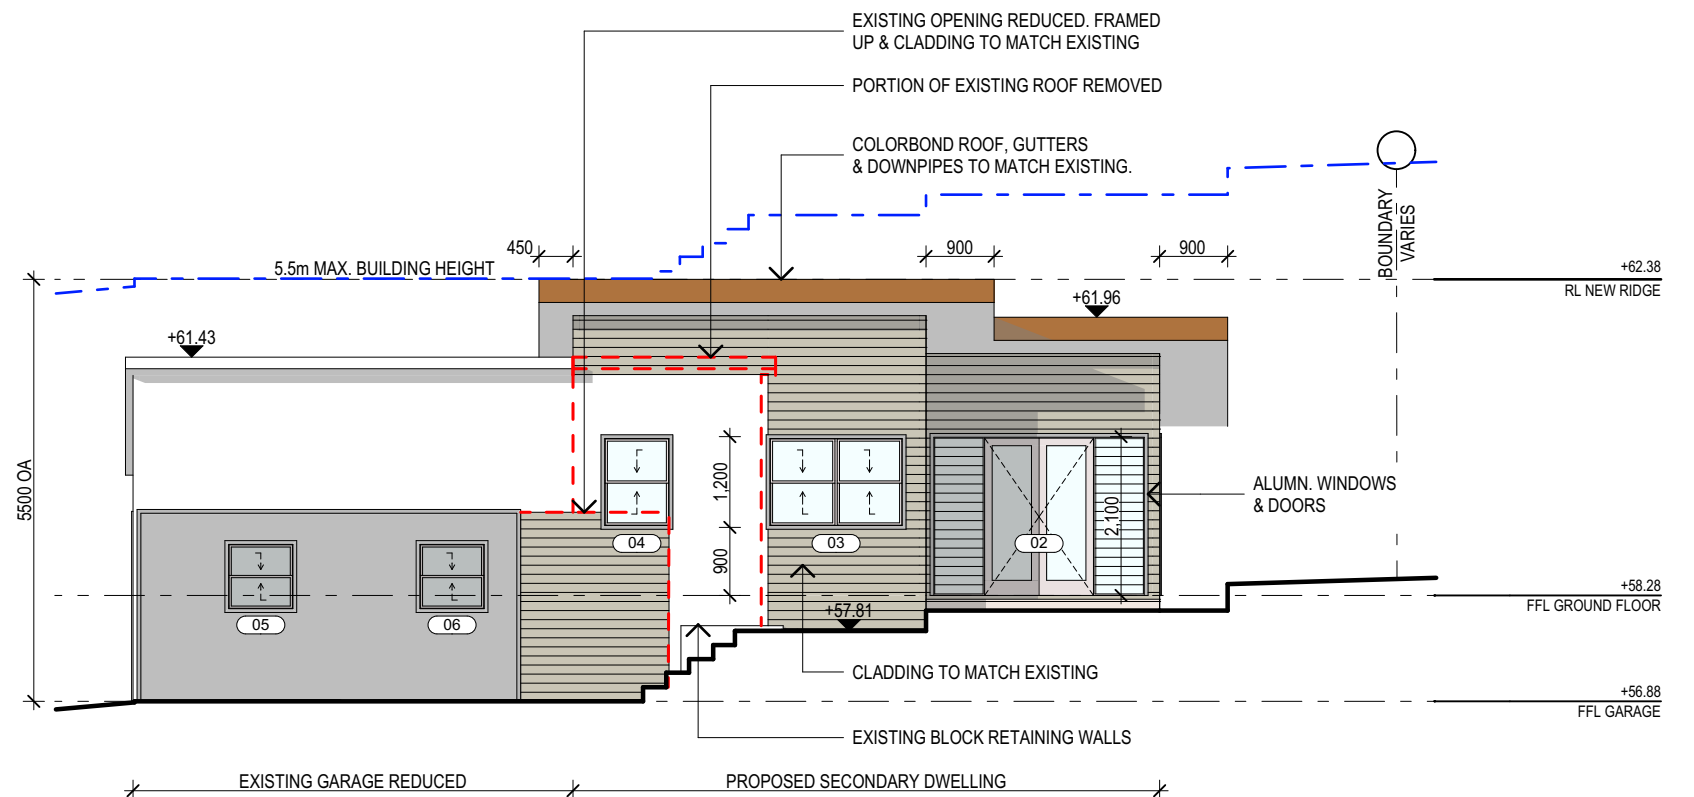 EXISTING OPENING REDUCED. FRAMED
UP & CLADDING TO MATCH EXISTING
PORTION OF EXISTING ROOF REMOVED
COLORBOND ROOF, GUTTERS
& DOWNPIPES TO MATCH EXISTING.
BOUNDARY
VARIES
450
900
900
5.5m MAX. BUILDING HEIGHT
+62.38
RL NEW RIDGE
+61.96
+61.43
5500 OA
1,200
900
2,100
ALUMN. WINDOWS
& DOORS
04
03
02
05
06
+57.81
+58.28
FFL GROUND FLOOR
CLADDING TO MATCH EXISTING
+56.88
FFL GARAGE
EXISTING BLOCK RETAINING WALLS
EXISTING GARAGE REDUCED
PROPOSED SECONDARY DWELLING